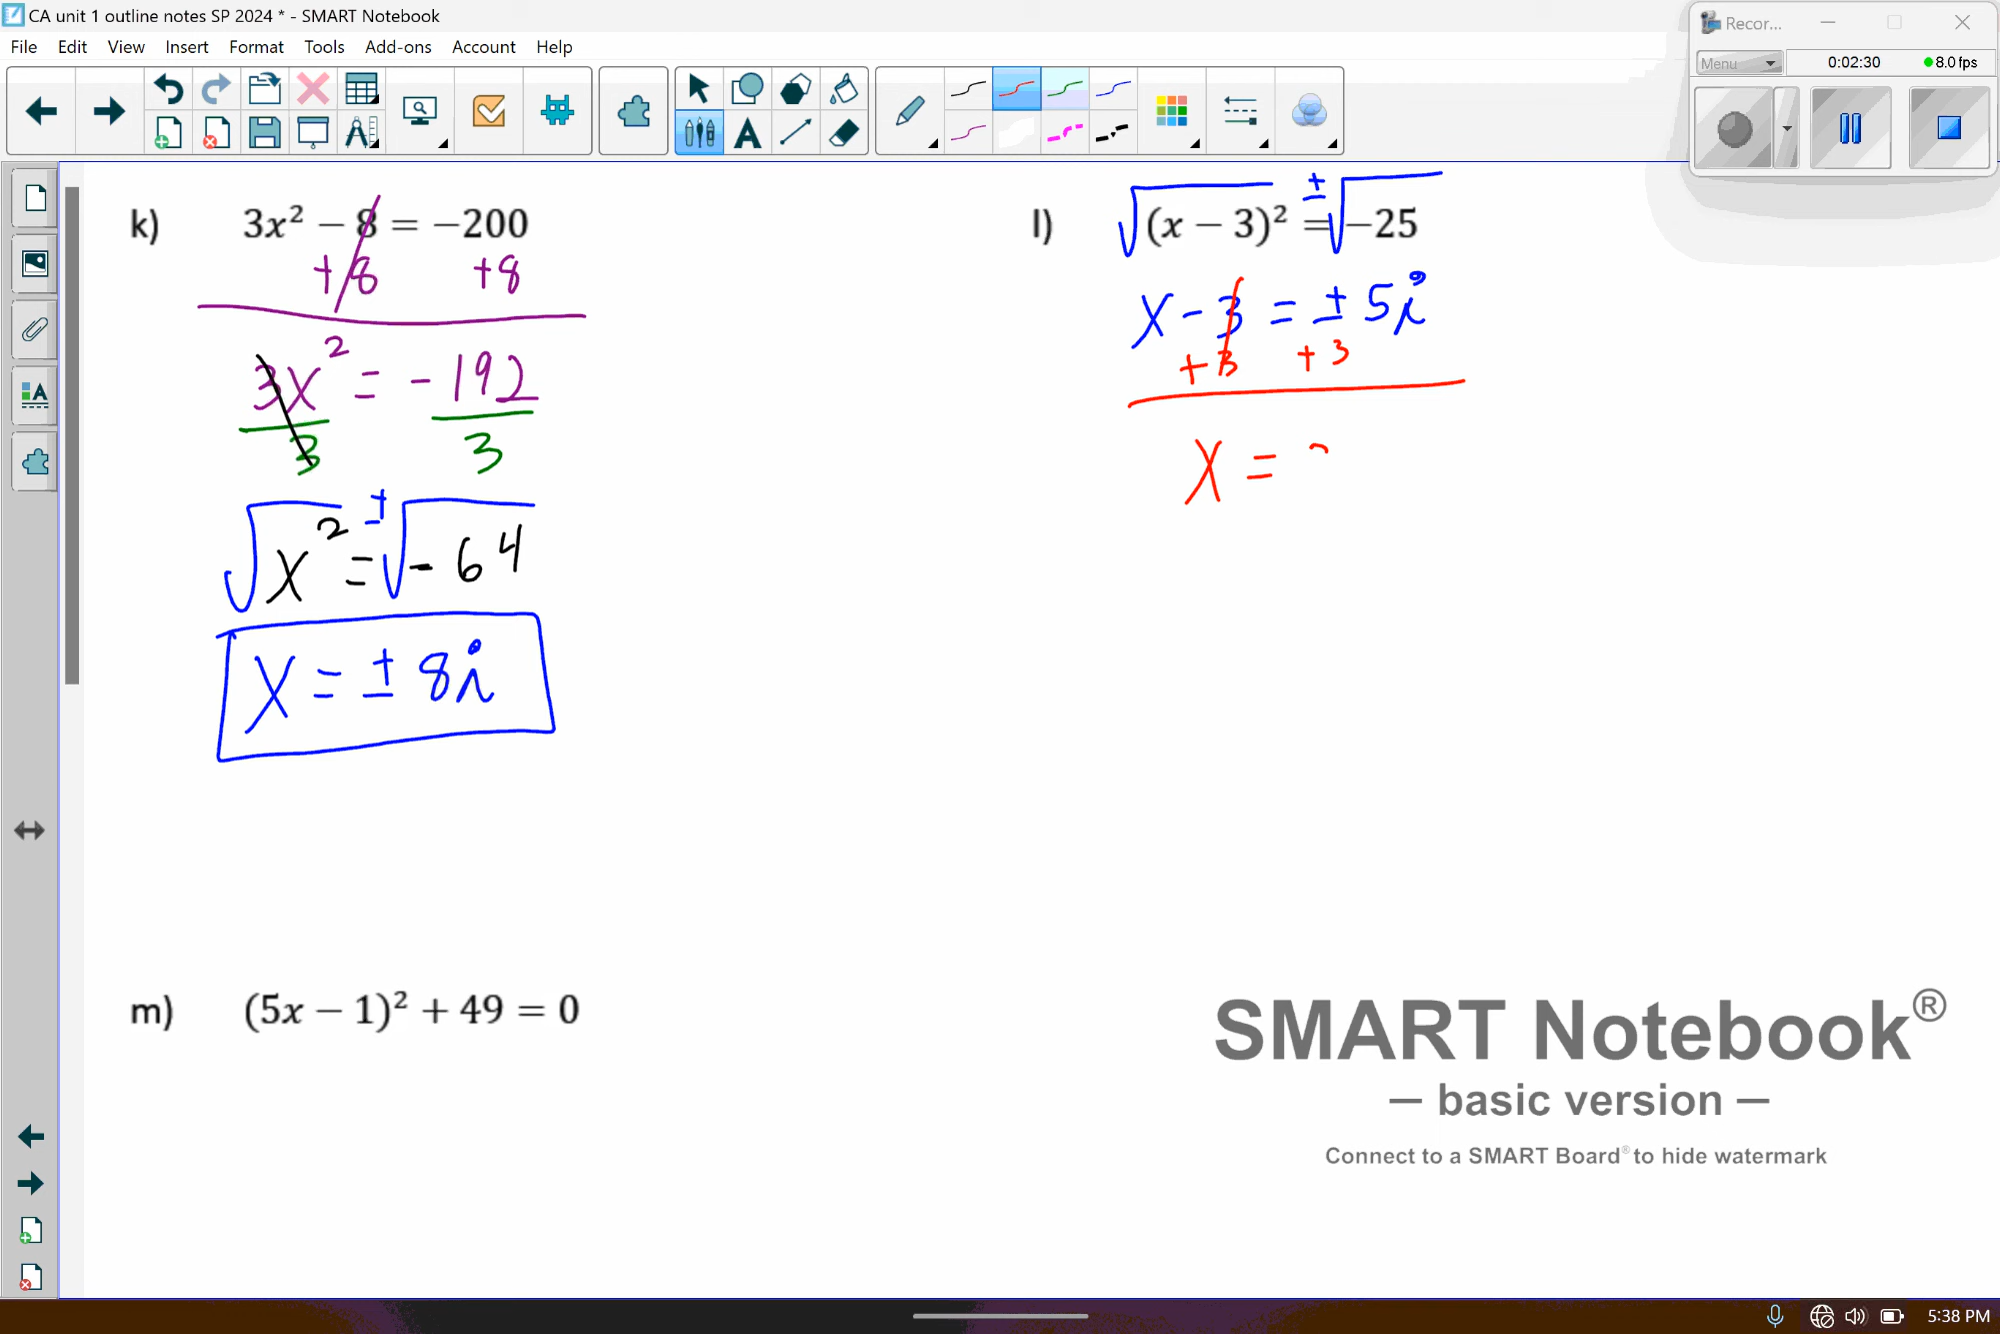 CA unit 1 outline notes SP 2024 * - SMART Notebook
File Edit View Insert Format Tools Add-ons Account Help
Recor...
Menu 0:02:30 8.0 fps
k) 3x² − 8 = −200
+8 +8
3x² = -192
3 3
√x² = ±√-64
x = ± 8i
l) √(x − 3)² = ±√−25
x - 3 = ± 5i
+3 +3
x =
m) (5x − 1)² + 49 = 0
SMART Notebook®
— basic version —
Connect to a SMART Board® to hide watermark
5:38 PM